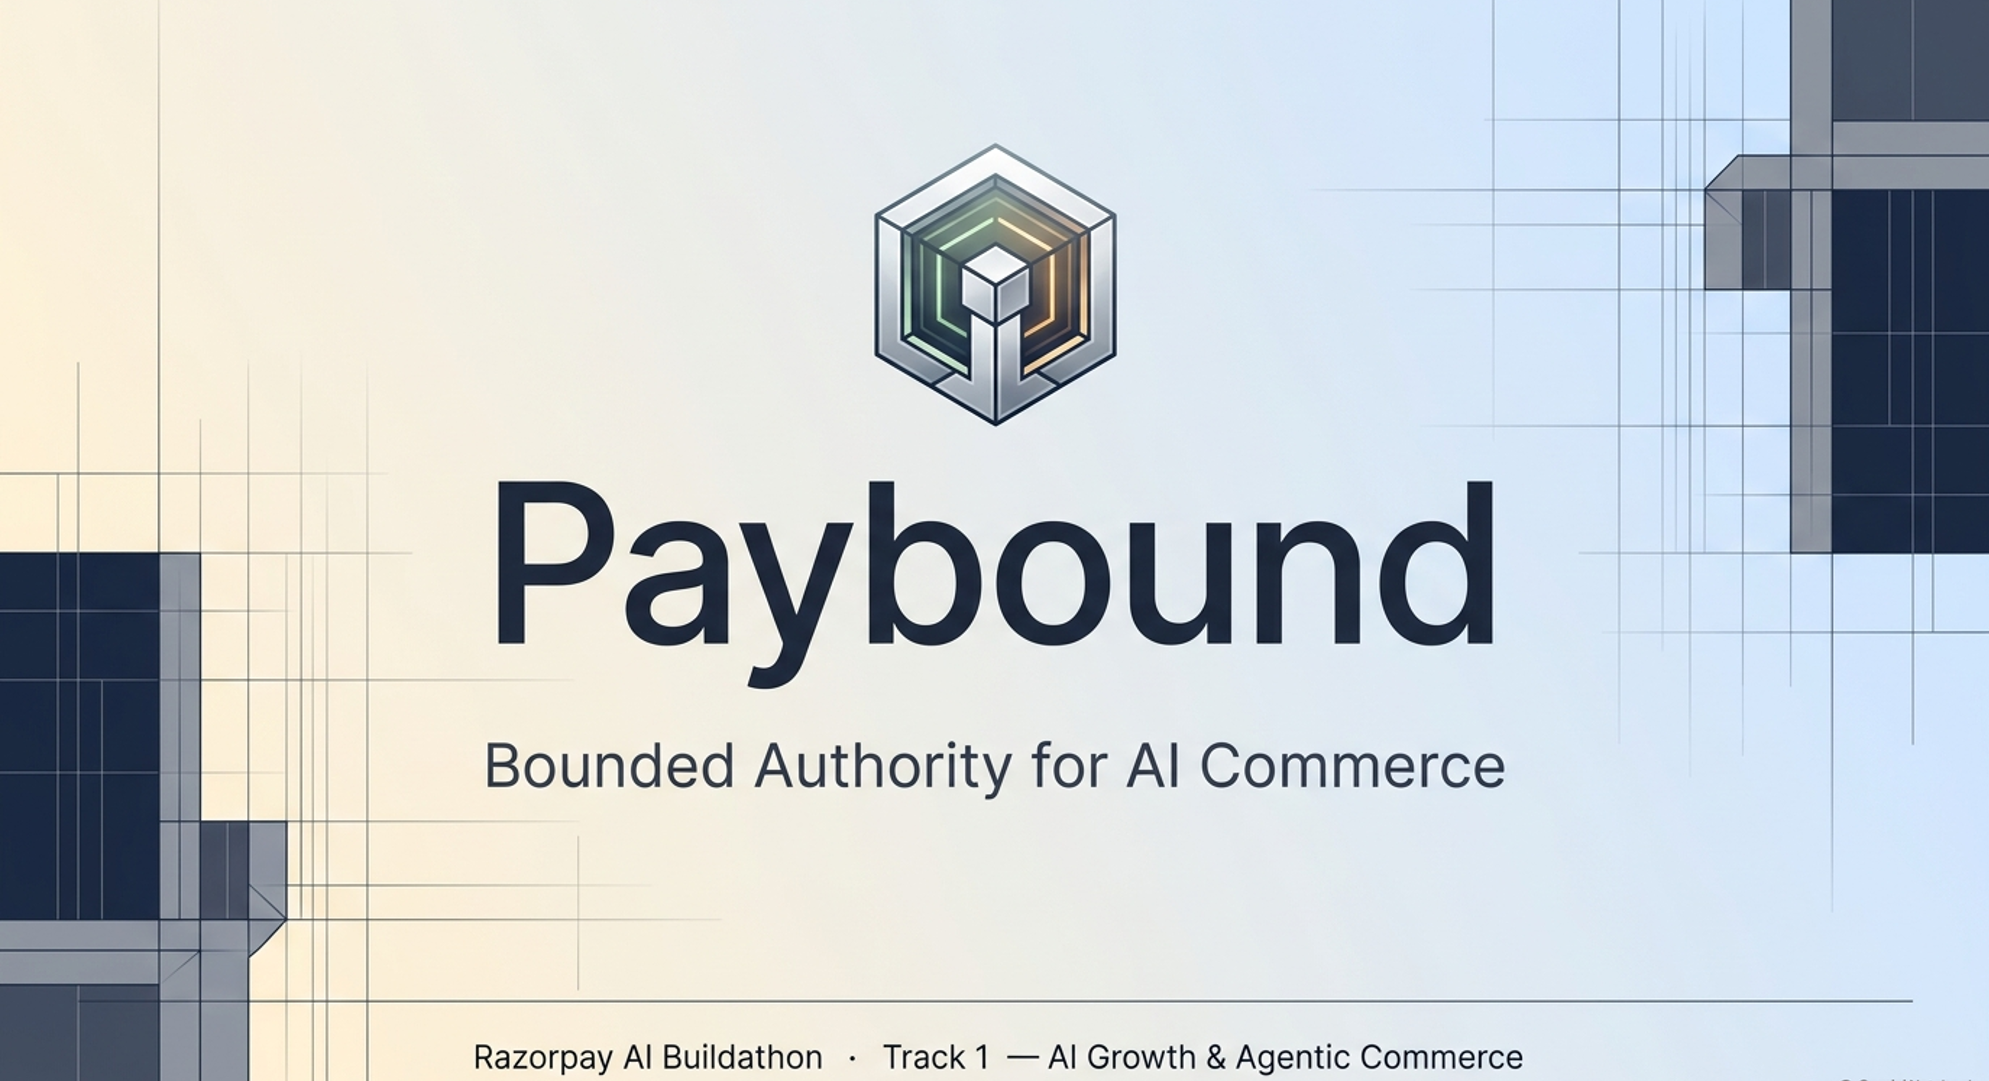 Paybound
Bounded Authority for AI Commerce
Razorpay AI Buildathon · Track 1 — AI Growth & Agentic Commerce